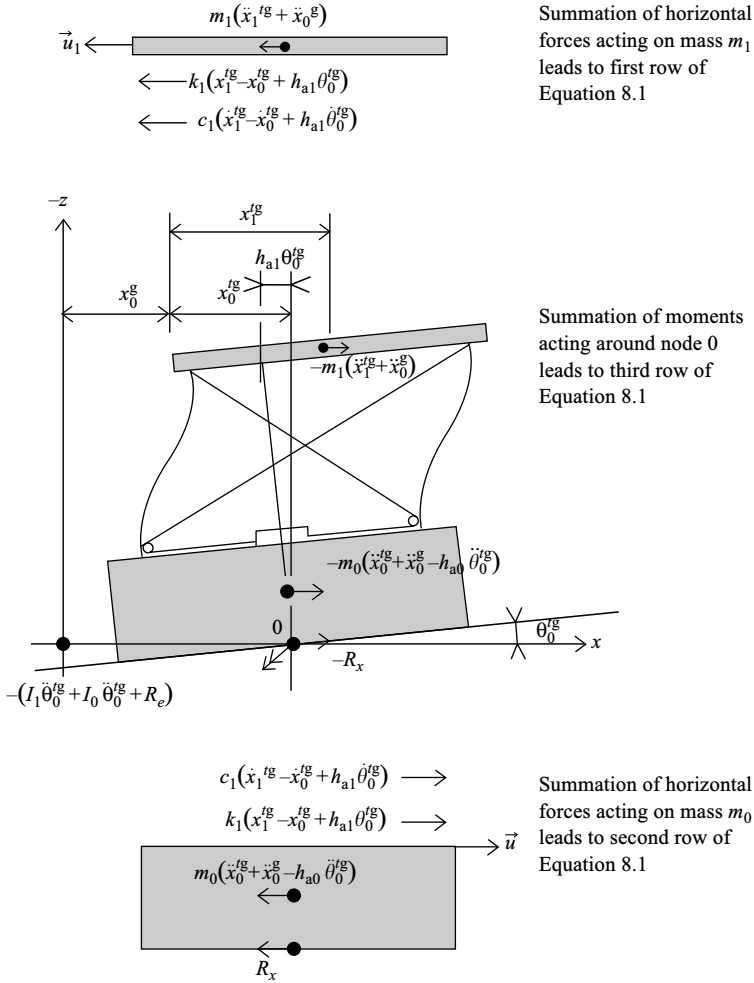 m₁(ẍ₁ᵗᵍ + ẍ₀ᵍ)
u⃗₁
k₁(x₁ᵗᵍ – x₀ᵗᵍ + hₐ₁θ₀ᵗᵍ)
c₁(ẋ₁ᵗᵍ – ẋ₀ᵗᵍ + hₐ₁θ̇₀ᵗᵍ)
Summation of horizontal
forces acting on mass m₁
leads to first row of
Equation 8.1
–z
x₁ᵗᵍ
hₐ₁θ₀ᵗᵍ
x₀ᵍ
x₀ᵗᵍ
–m₁(ẍ₁ᵗᵍ + ẍ₀ᵍ)
Summation of moments
acting around node 0
leads to third row of
Equation 8.1
–m₀(ẍ₀ᵗᵍ + ẍ₀ᵍ – hₐ₀ θ̈₀ᵗᵍ)
0
θ₀ᵗᵍ
x
–Rₓ
–(I₁θ̈₀ᵗᵍ + I₀ θ̈₀ᵗᵍ + Rₑ)
c₁(ẋ₁ᵗᵍ – ẋ₀ᵗᵍ + hₐ₁θ̇₀ᵗᵍ)
k₁(x₁ᵗᵍ – x₀ᵗᵍ + hₐ₁θ₀ᵗᵍ)
u⃗
m₀(ẍ₀ᵗᵍ + ẍ₀ᵍ – hₐ₀ θ̈₀ᵗᵍ)
Rₓ
Summation of horizontal
forces acting on mass m₀
leads to second row of
Equation 8.1